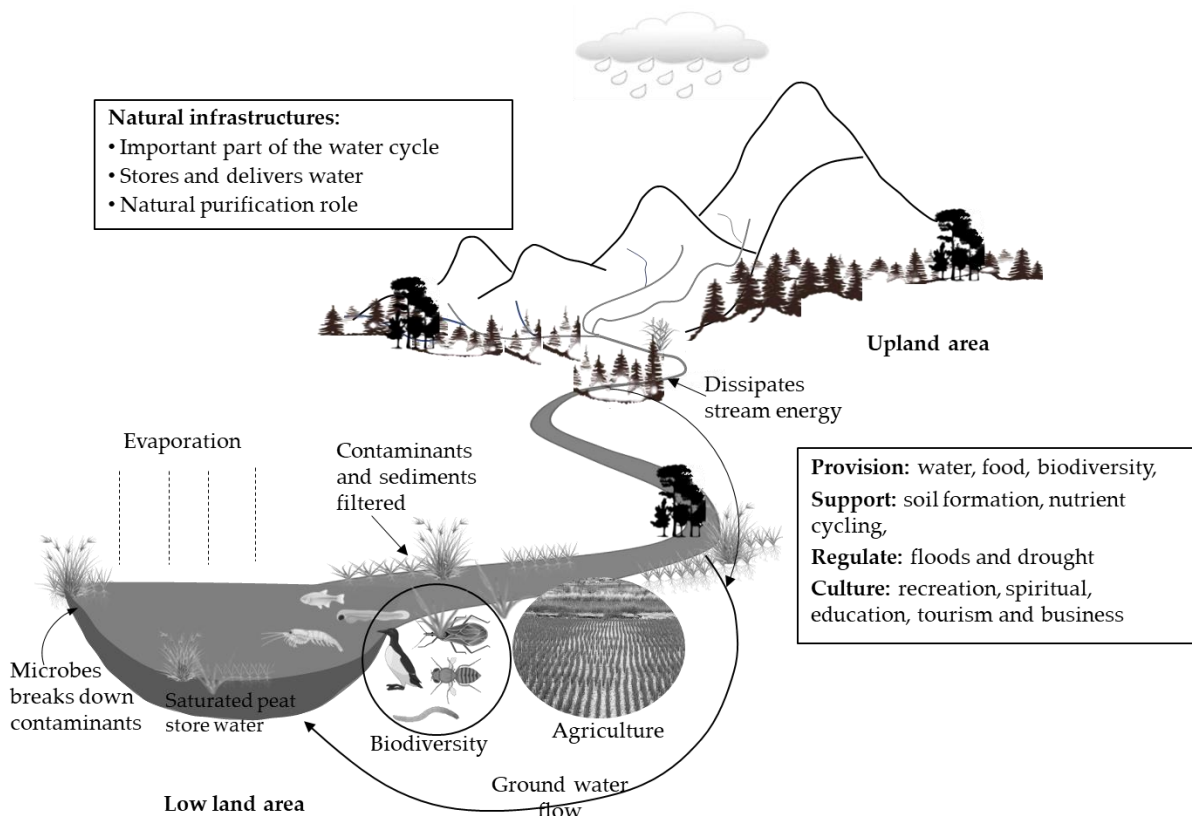 Natural infrastructures:
• Important part of the water cycle
• Stores and delivers water
• Natural purification role
Upland area
Dissipates
stream energy
Evaporation
Contaminants
and sediments
filtered
Provision: water, food, biodiversity,
Support: soil formation, nutrient
cycling,
Regulate: floods and drought
Culture: recreation, spiritual,
education, tourism and business
Microbes
breaks down
contaminants
Saturated peat
store water
Biodiversity
Agriculture
Ground water
flow
Low land area